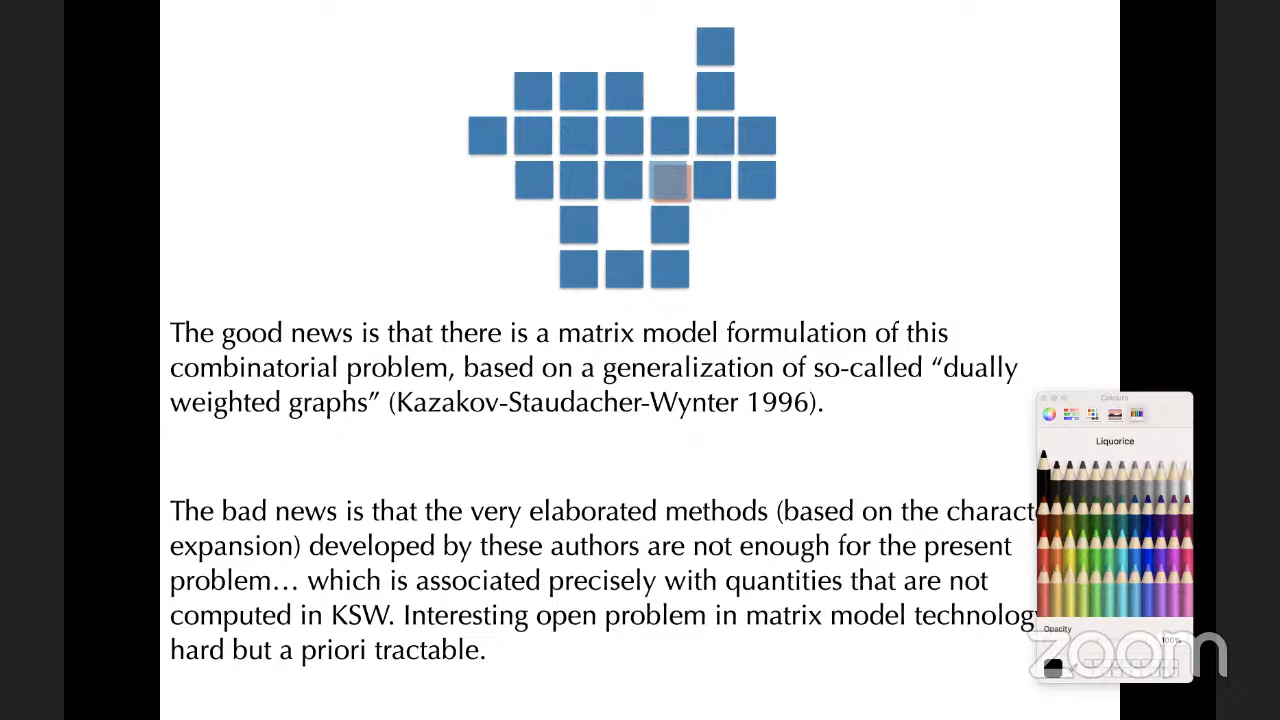 The good news is that there is a matrix model formulation of this
combinatorial problem, based on a generalization of so-called “dually
weighted graphs” (Kazakov-Staudacher-Wynter 1996).
The bad news is that the very elaborated methods (based on the
expansion) developed by these authors are not enough for the present
problem… which is associated precisely with quantities that are not
computed in KSW. Interesting open problem in matrix model technology
hard but a priori tractable.
Colours
Liquorice
Opacity
100%
zoom